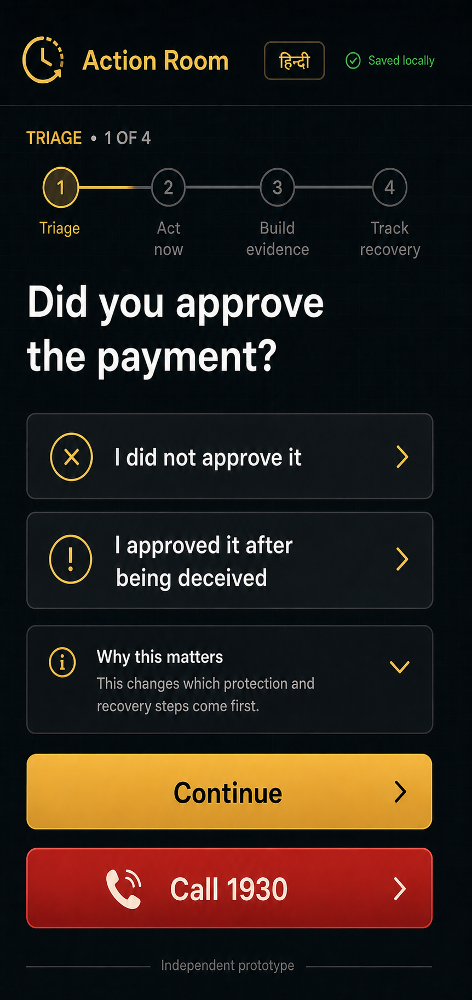 Action Room
हिन्दी
Saved locally
TRIAGE • 1 OF 4
1
2
3
4
Triage
Act
now
Build
evidence
Track
recovery
Did you approve
the payment?
I did not approve it
I approved it after
being deceived
Why this matters
This changes which protection and
recovery steps come first.
Continue
Call 1930
Independent prototype